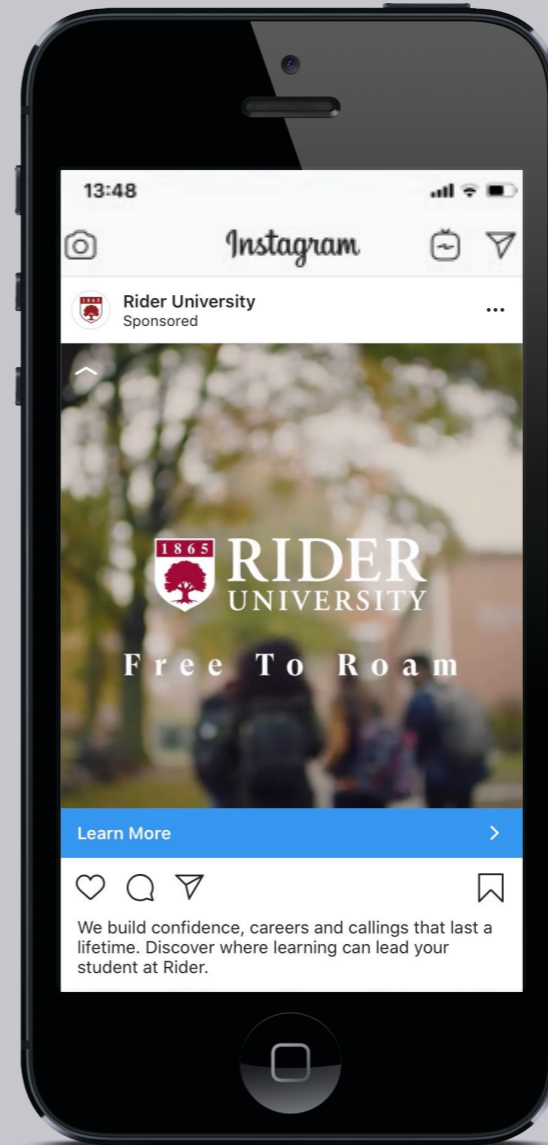 13:48
Instagram
Rider University
Sponsored
1865
RIDER
UNIVERSITY
Free To Roam
Learn More
We build confidence, careers and callings that last a
lifetime. Discover where learning can lead your
student at Rider.